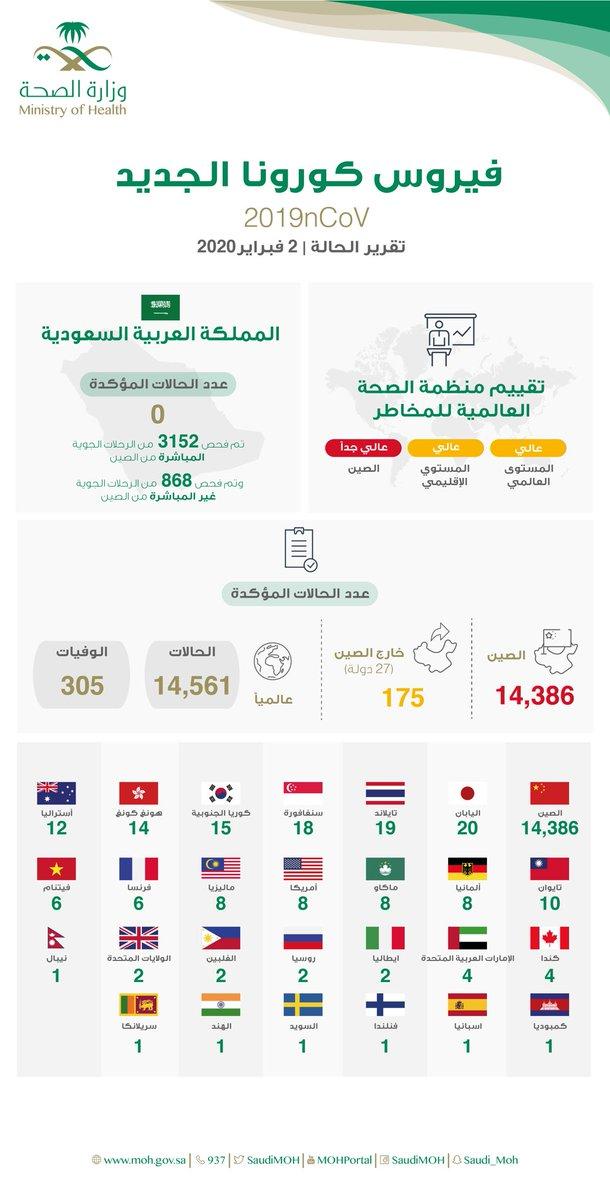 وزارة الصحة
Ministry of Health
فيروس كورونا الجديد
2019nCoV
تقرير الحالة | 2 فبراير 2020
تقييم منظمة الصحة
العالمية للمخاطر
عالي
المستوى
العالمي
عالي
المستوي
الإقليمي
عالي جداً
الصين
المملكة العربية السعودية
عدد الحالات المؤكدة
0
تم فحص 3152 من الرحلات الجوية
المباشرة من الصين
وتم فحص 868 من الرحلات الجوية
غير المباشرة من الصين
عدد الحالات المؤكدة
الصين
14,386
خارج الصين
(27 دولة)
175
عالمياً
الحالات
14,561
الوفيات
305
الصين
14,386
اليابان
20
تايلاند
19
سنغافورة
18
كوريا الجنوبية
15
هونغ كونغ
14
أستراليا
12
تايوان
10
ألمانيا
8
ماكاو
8
أمريكا
8
ماليزيا
8
فرنسا
6
فيتنام
6
كندا
4
الإمارات العربية المتحدة
4
ايطاليا
2
روسيا
2
الفلبين
2
الولايات المتحدة
2
نيبال
1
كمبوديا
1
اسبانيا
1
فنلندا
1
السويد
1
الهند
1
سريلانكا
1
www.moh.gov.sa | 937 | SaudiMOH | MOHPortal | SaudiMOH | Saudi_Moh